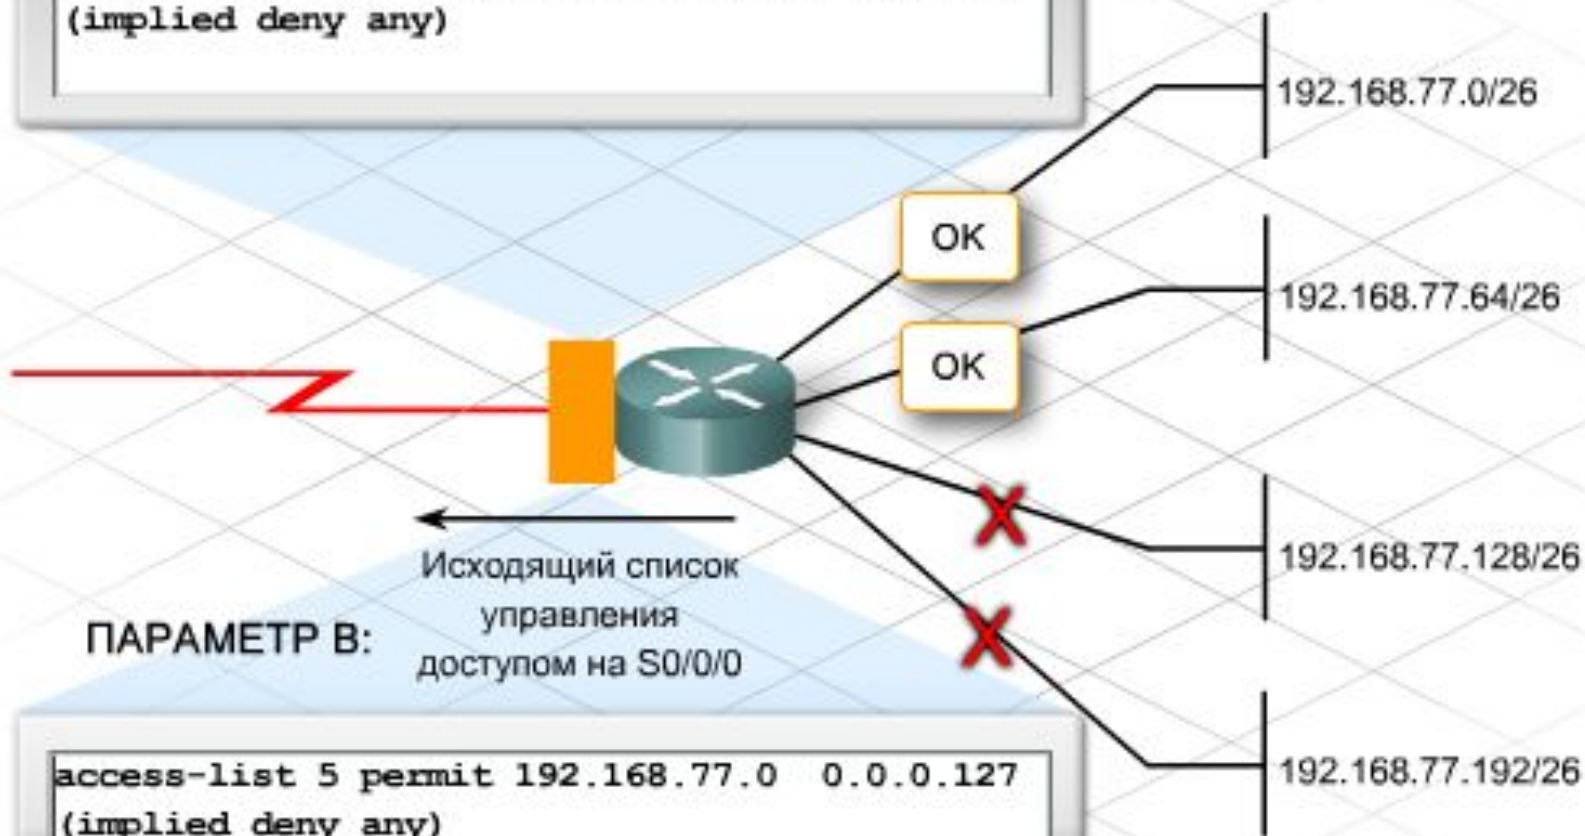 (implied deny any)
192.168.77.0/26
OK
192.168.77.64/26
OK
192.168.77.128/26
Исходящий список
управления
доступом на S0/0/0
ПАРАМЕТР В:
192.168.77.192/26
access-list 5 permit 192.168.77.0 0.0.0.127
(implied deny any)